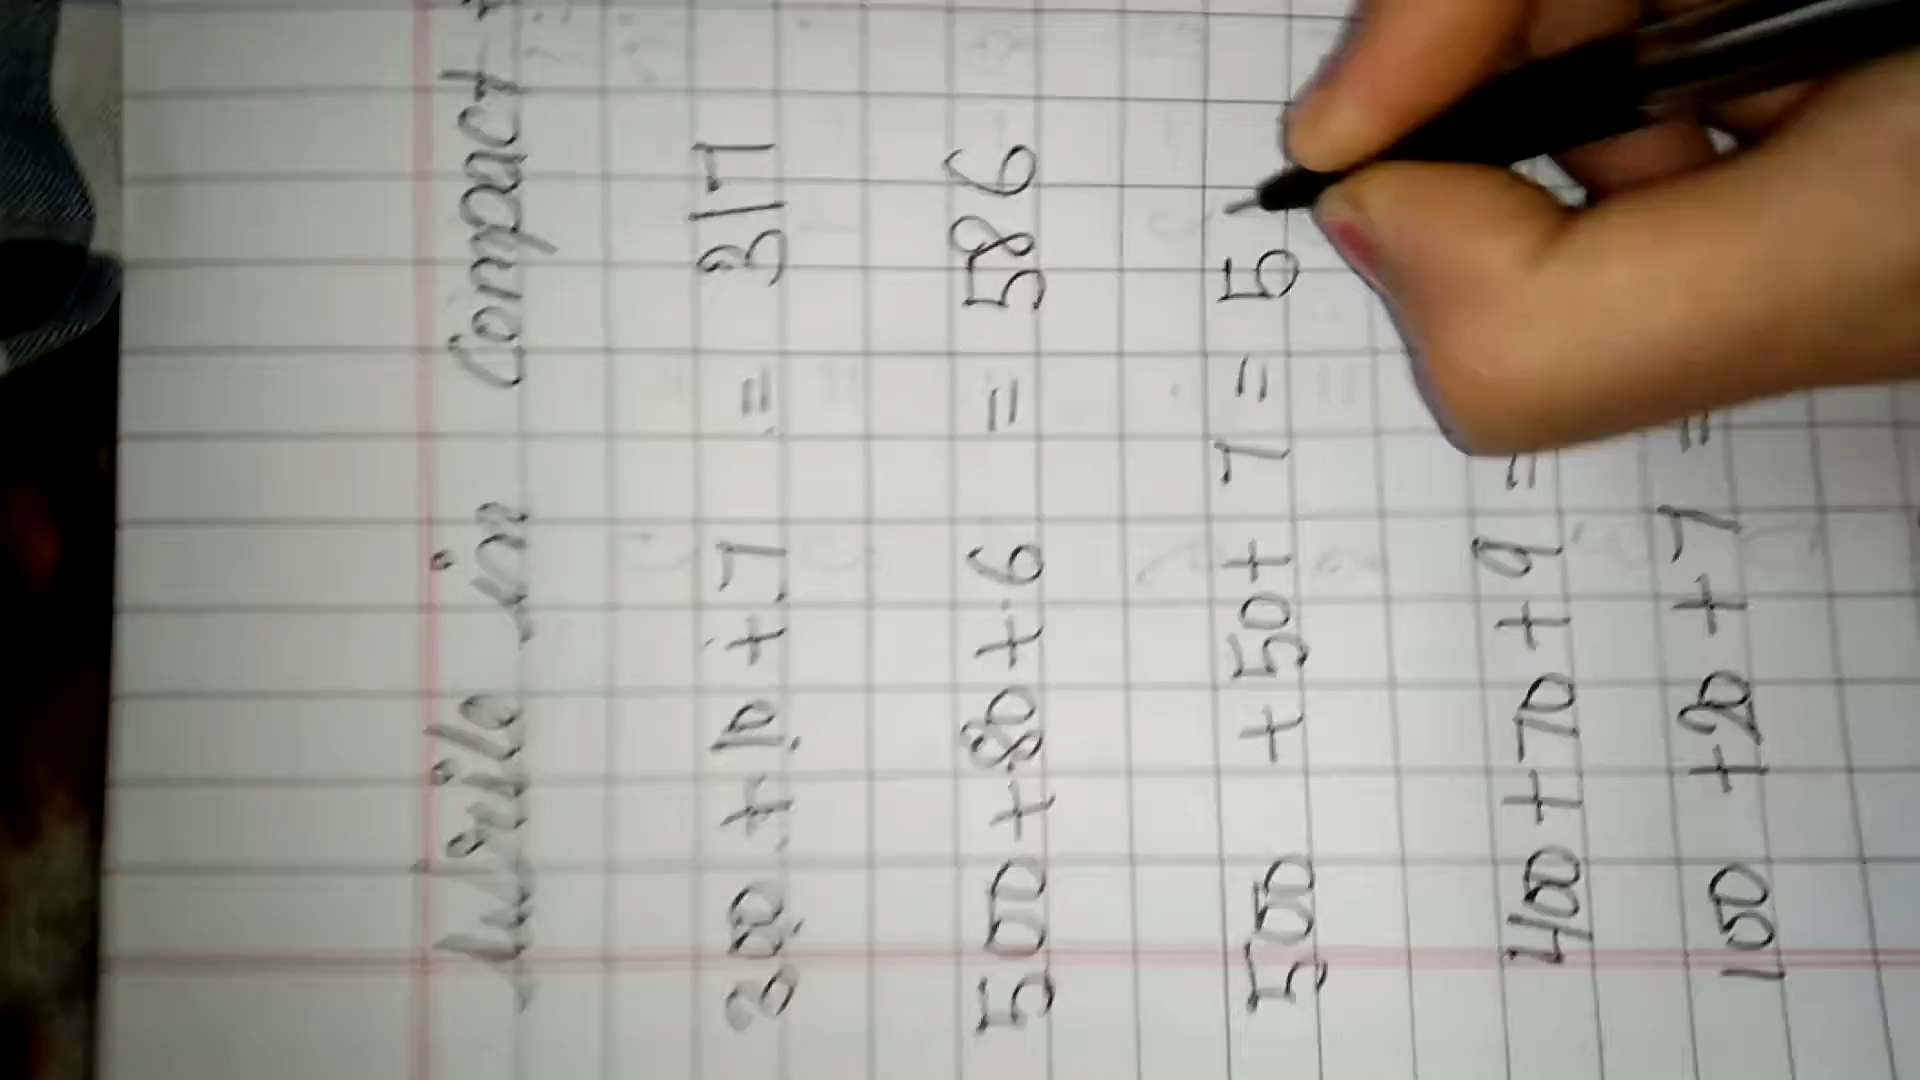 Write in compact
300 + 10 + 7 = 317
500 + 80 + 6 = 586
500 + 50 + 7 = 5
400 + 70 + 9 =
100 + 20 + 7 =